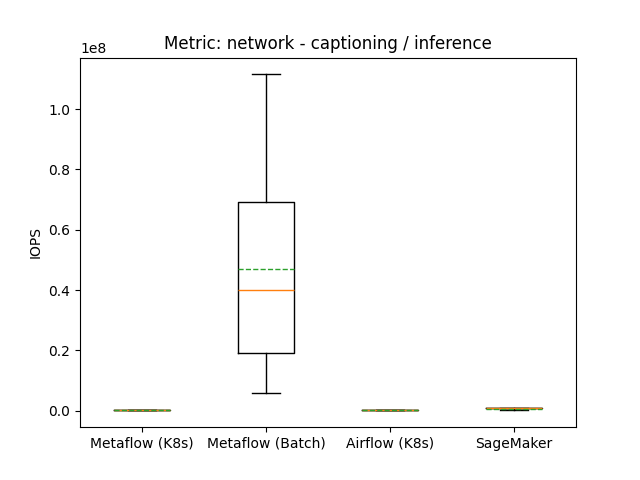 Metric: network - captioning / inference
1e8
1.0
0.8
0.6
0.4
0.2
0.0
IOPS
Metaflow (K8s)
Metaflow (Batch)
Airflow (K8s)
SageMaker